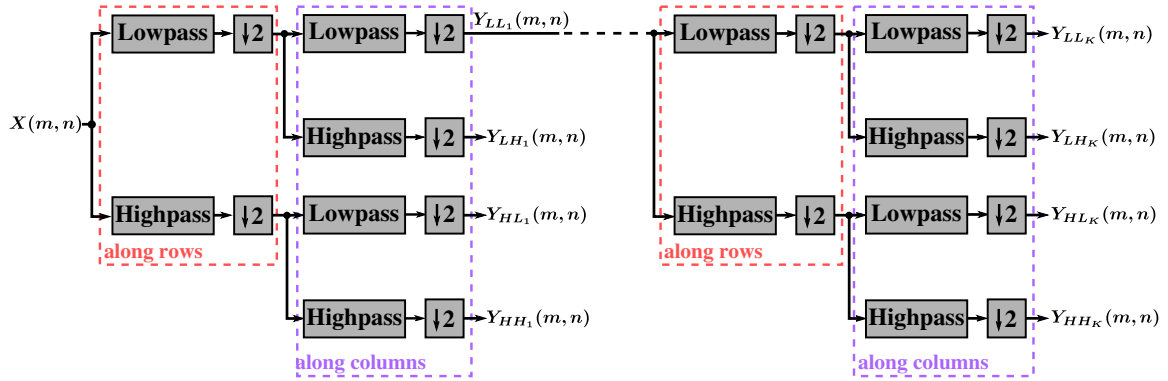 Lowpass ↓2 Lowpass ↓2 Y_{LL_1}(m, n) Lowpass ↓2 Lowpass ↓2 Y_{LL_K}(m, n)
X(m, n) Highpass ↓2 Y_{LH_1}(m, n) Highpass ↓2 Y_{LH_K}(m, n)
Highpass ↓2 Lowpass ↓2 Y_{HL_1}(m, n) Highpass ↓2 Lowpass ↓2 Y_{HL_K}(m, n)
along rows along rows
Highpass ↓2 Y_{HH_1}(m, n) Highpass ↓2 Y_{HH_K}(m, n)
along columns along columns